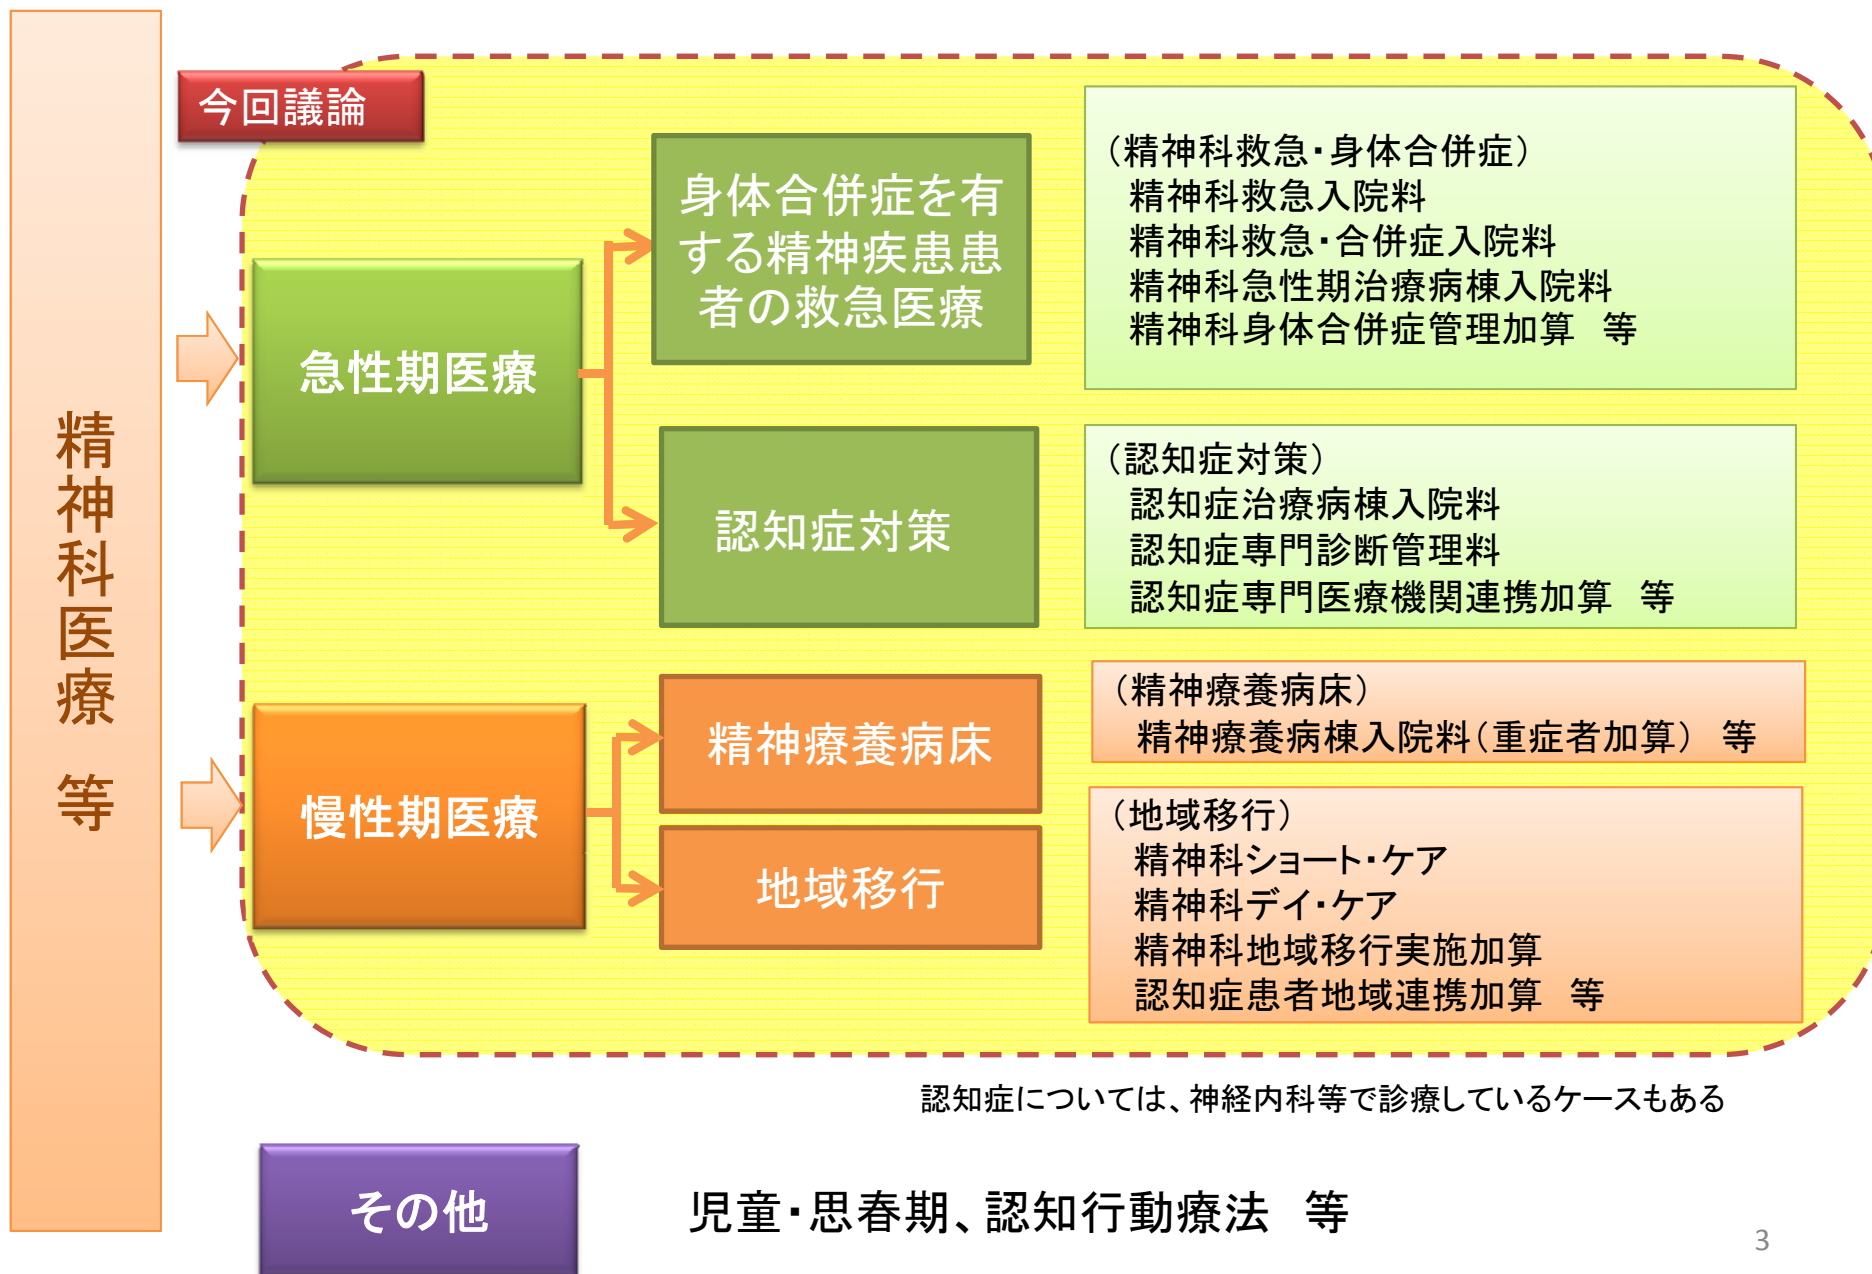 精神科医療　等
今回議論
急性期医療
身体合併症を有
する精神疾患患
者の救急医療
（精神科救急・身体合併症）
精神科救急入院料
精神科救急・合併症入院料
精神科急性期治療病棟入院料
精神科身体合併症管理加算　等
認知症対策
（認知症対策）
認知症治療病棟入院料
認知症専門診断管理料
認知症専門医療機関連携加算　等
慢性期医療
精神療養病床
（精神療養病床）
精神療養病棟入院料（重症者加算）　等
地域移行
（地域移行）
精神科ショート・ケア
精神科デイ・ケア
精神科地域移行実施加算
認知症患者地域連携加算　等
認知症については、神経内科等で診療しているケースもある
その他
児童・思春期、認知行動療法　等
3